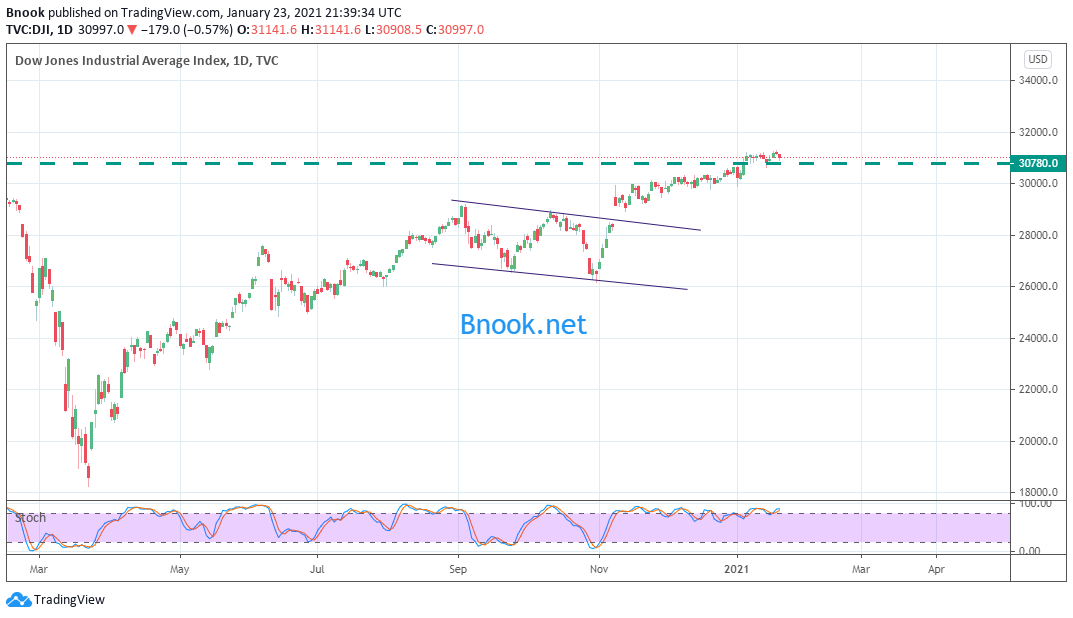 Bnook published on TradingView.com, January 23, 2021 21:39:34 UTC
TVC:DJI, 1D 30997.0 ▼ −179.0 (−0.57%) O:31141.6 H:31141.6 L:30908.5 C:30997.0
Dow Jones Industrial Average Index, 1D, TVC
USD
34000.0
32000.0
30780.0
30000.0
28000.0
26000.0
Bnook.net
24000.0
22000.0
20000.0
18000.0
100.00
Stoch
0.00
Mar May Jul Sep Nov 2021 Mar Apr
TradingView